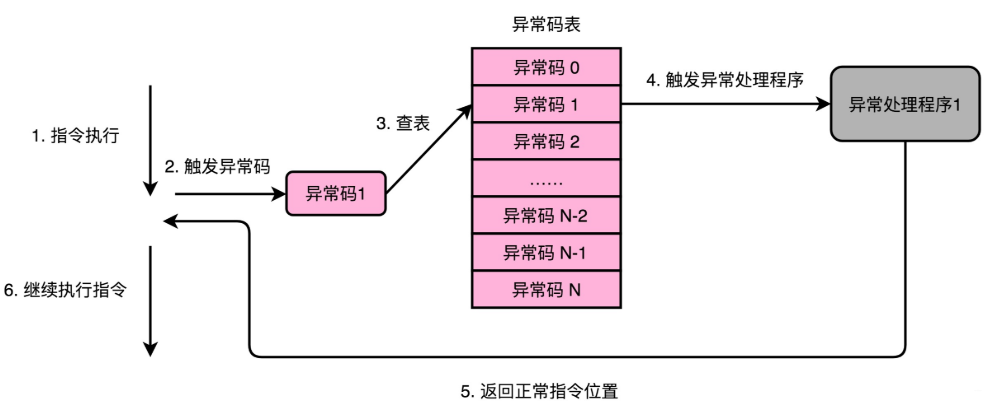 异常码表
异常码 0
异常码 1
异常码 2
……
异常码 N-2
异常码 N-1
异常码 N
1. 指令执行
2. 触发异常码
异常码1
3. 查表
4. 触发异常处理程序
异常处理程序1
5. 返回正常指令位置
6. 继续执行指令